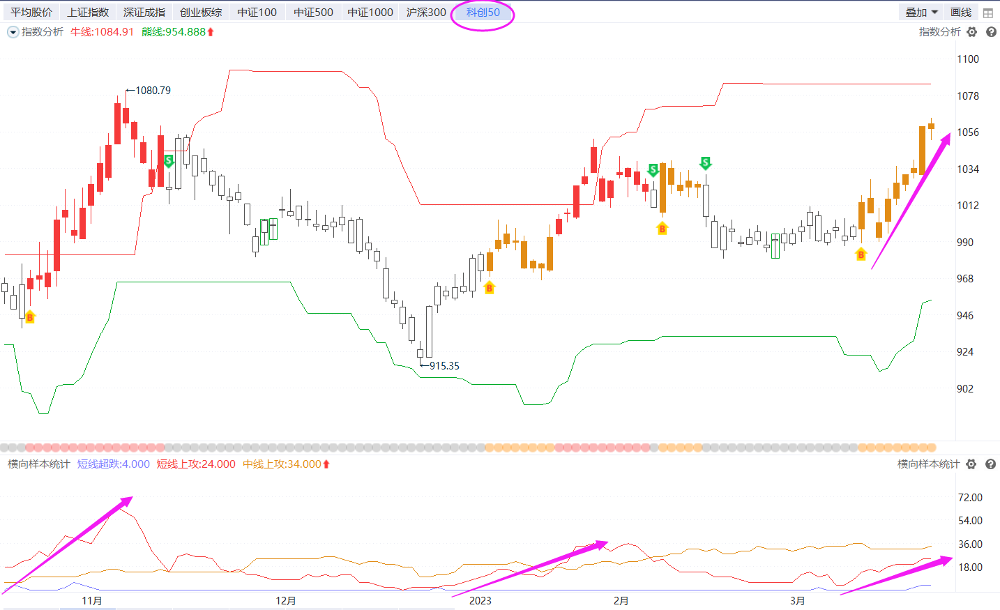 平均股价 上证指数 深证成指 创业板综 中证100 中证500 中证1000 沪深300 科创50 叠加 画线
指数分析 牛线:1084.91 熊线:954.888 指数分析
1100
1080.79
1078
1056
S
S
S
1034
1012
B
990
B
968
B
946
B
924
915.35
902
横向样本统计 短线超跌:4.000 短线上攻:24.000 中线上攻:34.000 横向样本统计
72.00
54.00
36.00
18.00
11月 12月 2023 2月 3月